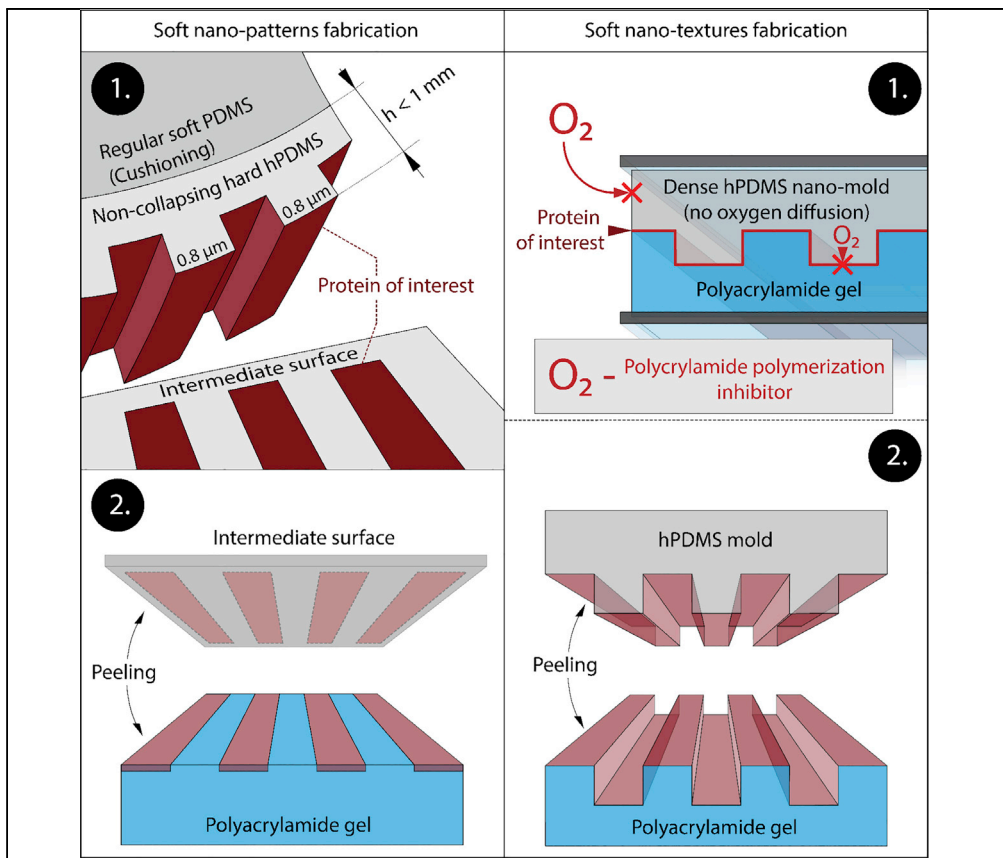 Soft nano-patterns fabrication
1.
h < 1 mm
Regular soft PDMS
(Cushioning)
Non-collapsing hard hPDMS
0.8 µm
0.8 µm
Protein of interest
Intermediate surface
2.
Intermediate surface
Peeling
Polyacrylamide gel
Soft nano-textures fabrication
1.
O₂
Dense hPDMS nano-mold
(no oxygen diffusion)
Protein
of interest
O₂
Polyacrylamide gel
O₂ - Polycrylamide polymerization
inhibitor
2.
hPDMS mold
Peeling
Polyacrylamide gel